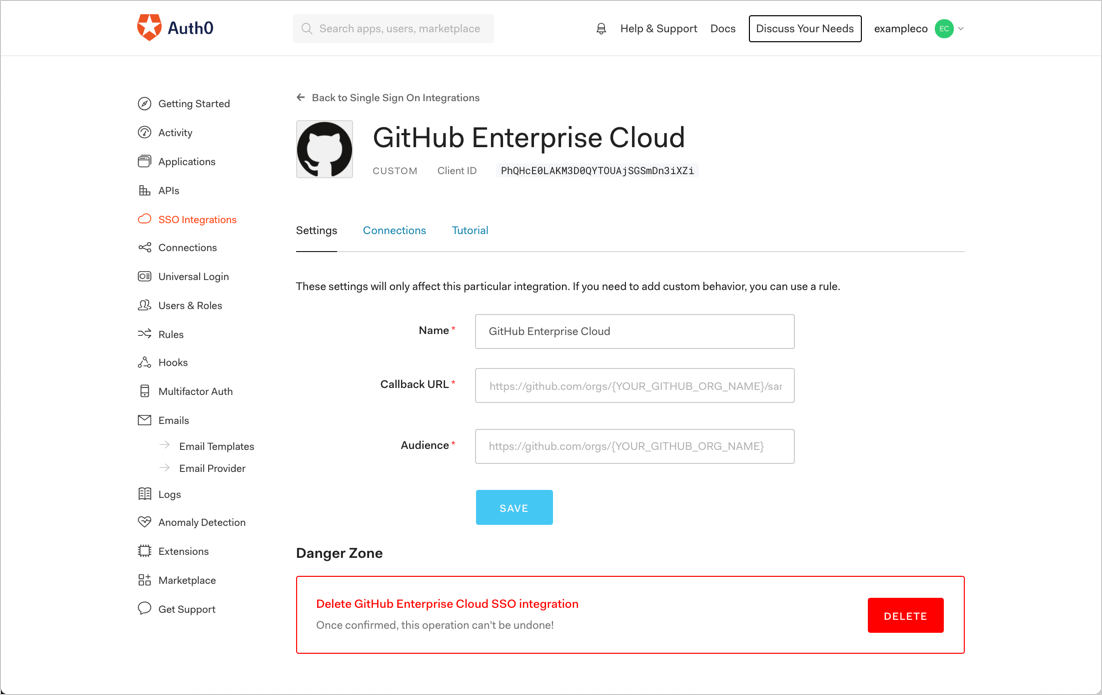 Auth0
Search apps, users, marketplace
Help & Support
Docs
Discuss Your Needs
exampleco
EC
Getting Started
Activity
Applications
APIs
SSO Integrations
Connections
Universal Login
Users & Roles
Rules
Hooks
Multifactor Auth
Emails
Email Templates
Email Provider
Logs
Anomaly Detection
Extensions
Marketplace
Get Support
Back to Single Sign On Integrations
GitHub Enterprise Cloud
CUSTOM Client ID PhQHcE0LAKM3D0QYTOUAjSGSmDn3iXZi
Settings Connections Tutorial
These settings will only affect this particular integration. If you need to add custom behavior, you can use a rule.
Name* GitHub Enterprise Cloud
Callback URL* https://github.com/orgs/{YOUR_GITHUB_ORG_NAME}/sar
Audience* https://github.com/orgs/{YOUR_GITHUB_ORG_NAME}
SAVE
Danger Zone
Delete GitHub Enterprise Cloud SSO integration
Once confirmed, this operation can't be undone!
DELETE